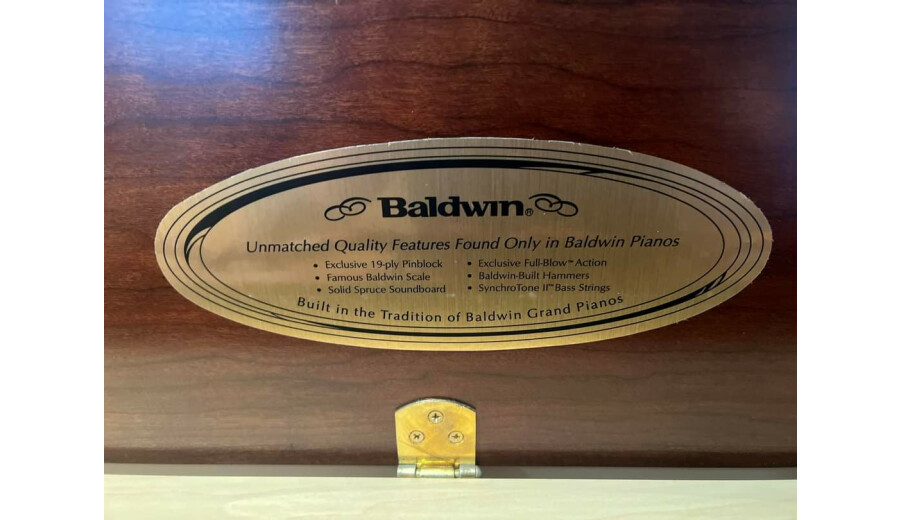 Baldwin®
Unmatched Quality Features Found Only in Baldwin Pianos
• Exclusive 19-ply Pinblock
• Famous Baldwin Scale
• Solid Spruce Soundboard
• Exclusive Full-Blow™ Action
• Baldwin-Built Hammers
• SynchroTone II™ Bass Strings
Built in the Tradition of Baldwin Grand Pianos